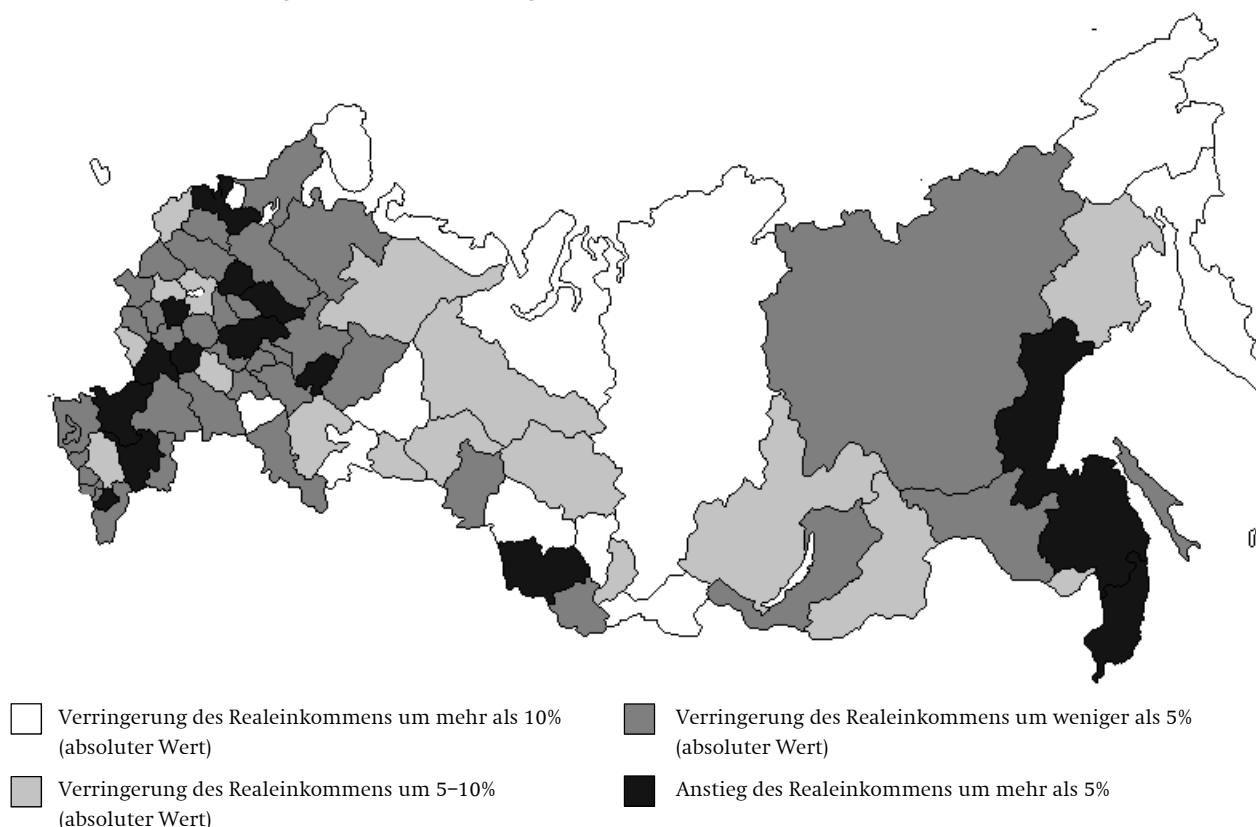 Verringerung des Realeinkommens um mehr als 10%
(absoluter Wert)
Verringerung des Realeinkommens um 5–10%
(absoluter Wert)
Verringerung des Realeinkommens um weniger als 5%
(absoluter Wert)
Anstieg des Realeinkommens um mehr als 5%